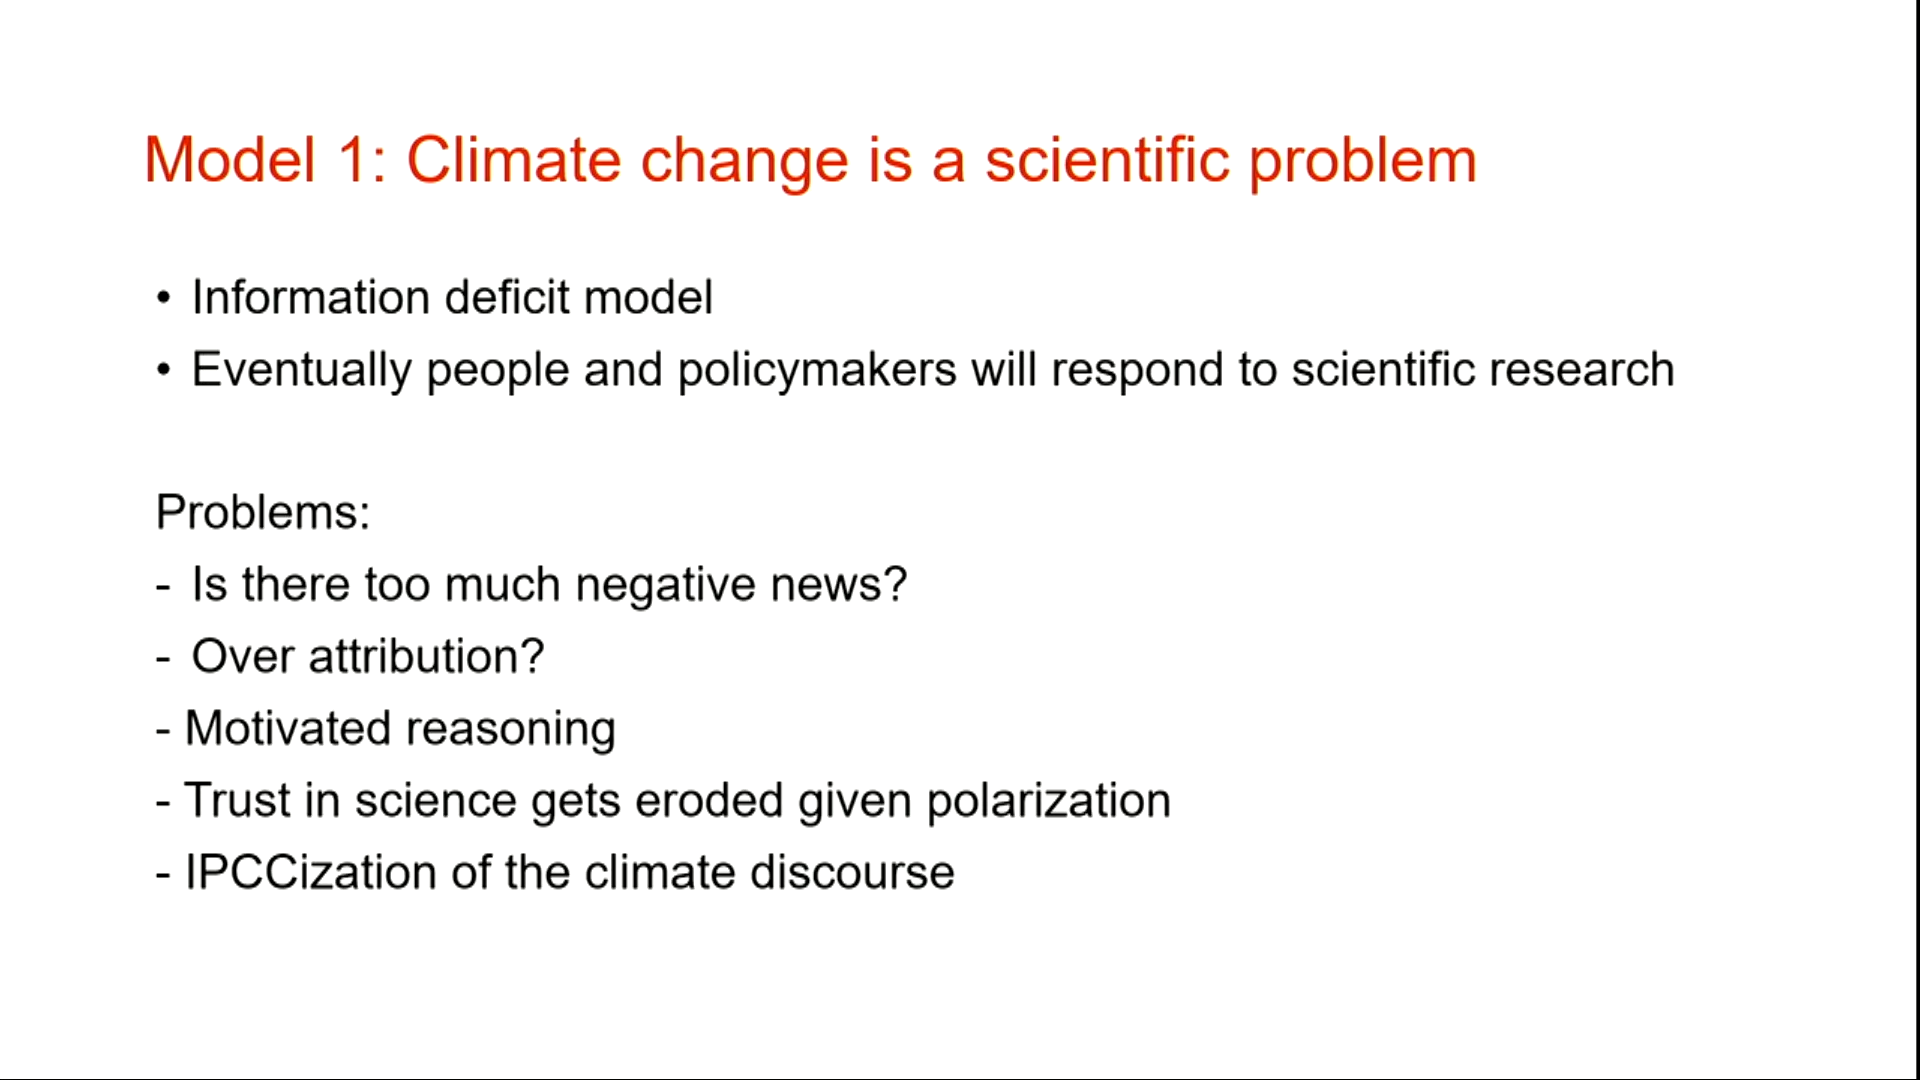 Model 1: Climate change is a scientific problem
• Information deficit model
• Eventually people and policymakers will respond to scientific research
Problems:
- Is there too much negative news?
- Over attribution?
- Motivated reasoning
- Trust in science gets eroded given polarization
- IPCCization of the climate discourse